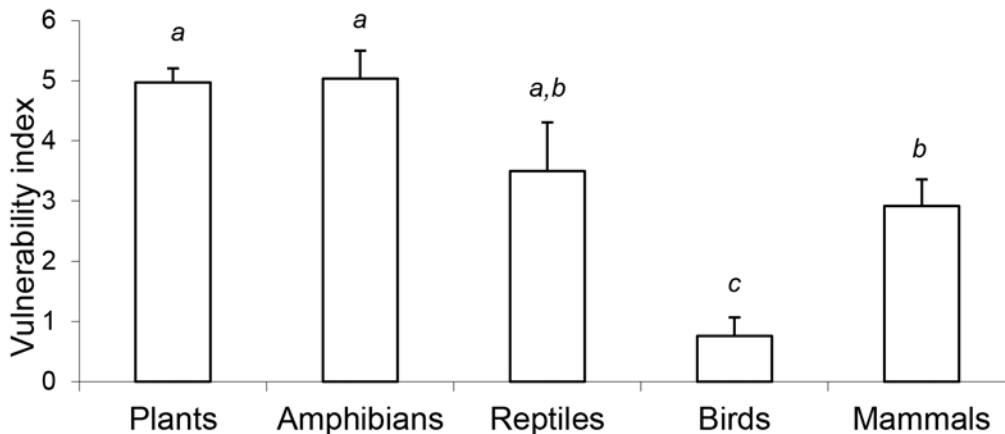 Vulnerability index
6
5
4
3
2
1
0
a
a
a,b
c
b
Plants
Amphibians
Reptiles
Birds
Mammals